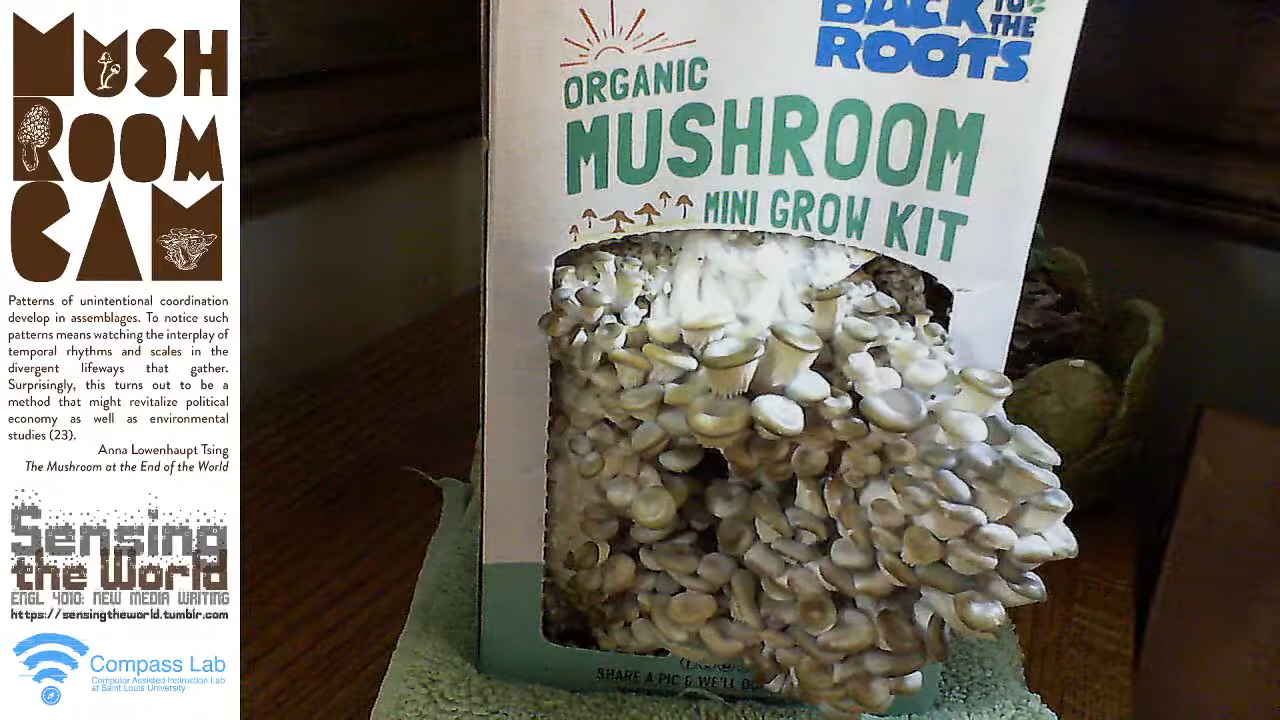 MUSH
ROOM
CAM
Patterns of unintentional coordination
develop in assemblages. To notice such
patterns means watching the interplay of
temporal rhythms and scales in the
divergent lifeways that gather.
Surprisingly, this turns out to be a
method that might revitalize political
economy as well as environmental
studies (23).
Anna Lowenhaupt Tsing
The Mushroom at the End of the World
Sensing
the World
ENGL 4010: NEW MEDIA WRITING
https://sensingtheworld.tumblr.com
Compass Lab
Computer Assisted Instruction Lab
at Saint Louis University
BACK TO THE
ROOTS
ORGANIC
MUSHROOM
MINI GROW KIT
SHARE A PIC & WE'LL